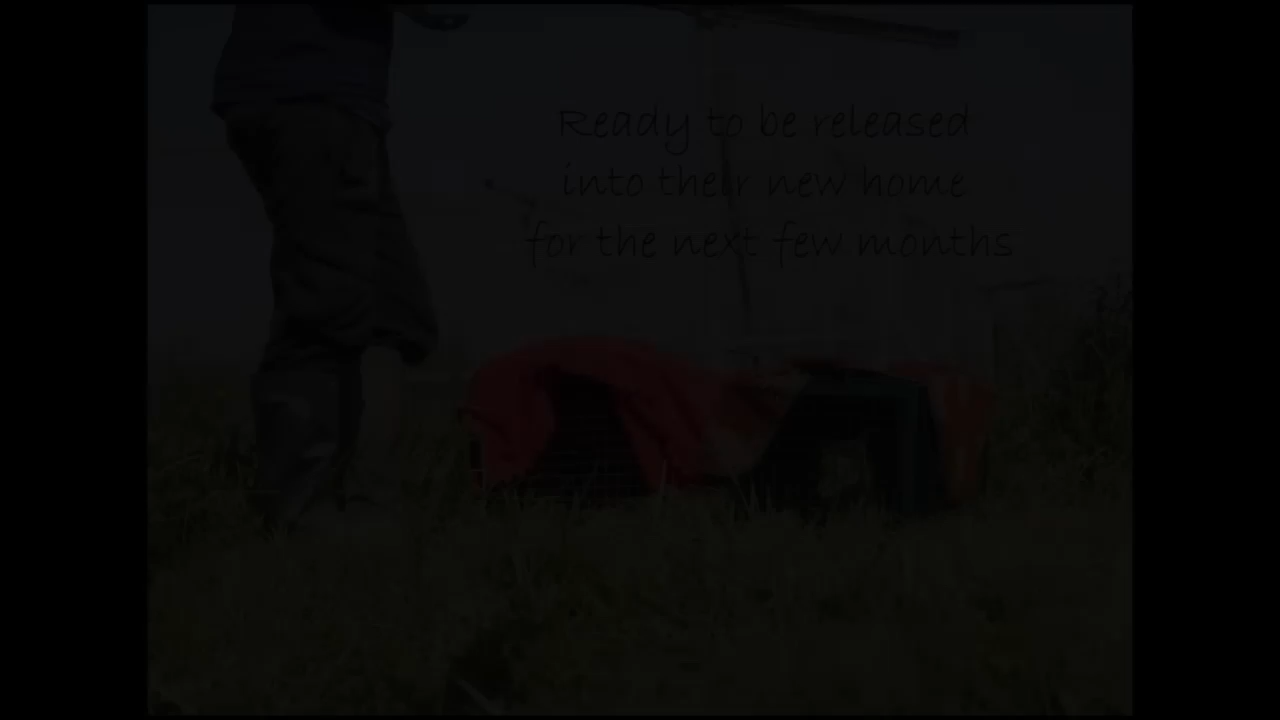 Ready to be released
into their new home
for the next few months